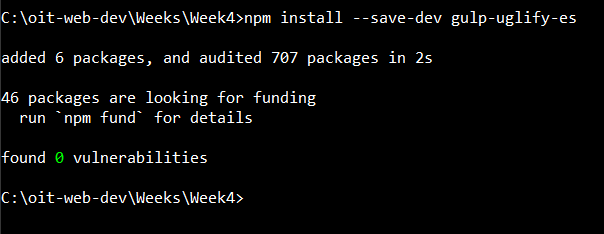 C:\oit-web-dev\Weeks\Week4>npm install --save-dev gulp-uglify-es
added 6 packages, and audited 707 packages in 2s
46 packages are looking for funding
  run `npm fund` for details
found 0 vulnerabilities
C:\oit-web-dev\Weeks\Week4>